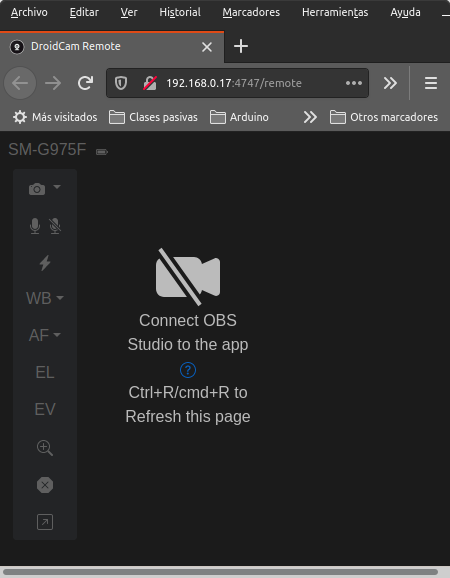 Archivo Editar Ver Historial Marcadores Herramientas Ayuda
DroidCam Remote
192.168.0.17:4747/remote
Más visitados Clases pasivas Arduino Otros marcadores
SM-G975F
WB
AF
EL
EV
Connect OBS
Studio to the app
?
Ctrl+R/cmd+R to
Refresh this page